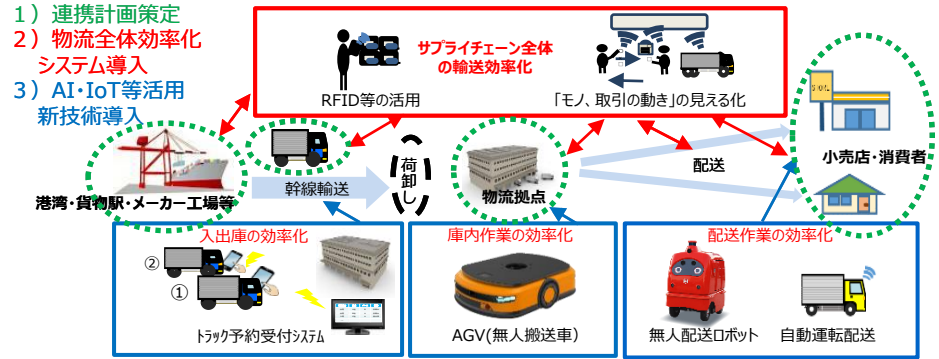 1）連携計画策定
2）物流全体効率化
システム導入
3）AI・IoT等活用
新技術導入
サプライチェーン全体
の輸送効率化
RFID等の活用
「モノ、取引の動き」の見える化
港湾・貨物駅・メーカー工場等
幹線輸送
荷卸し
物流拠点
配送
小売店・消費者
入出庫の効率化
②
①
トラック予約受付システム
庫内作業の効率化
AGV(無人搬送車)
配送作業の効率化
無人配送ロボット
自動運転配送